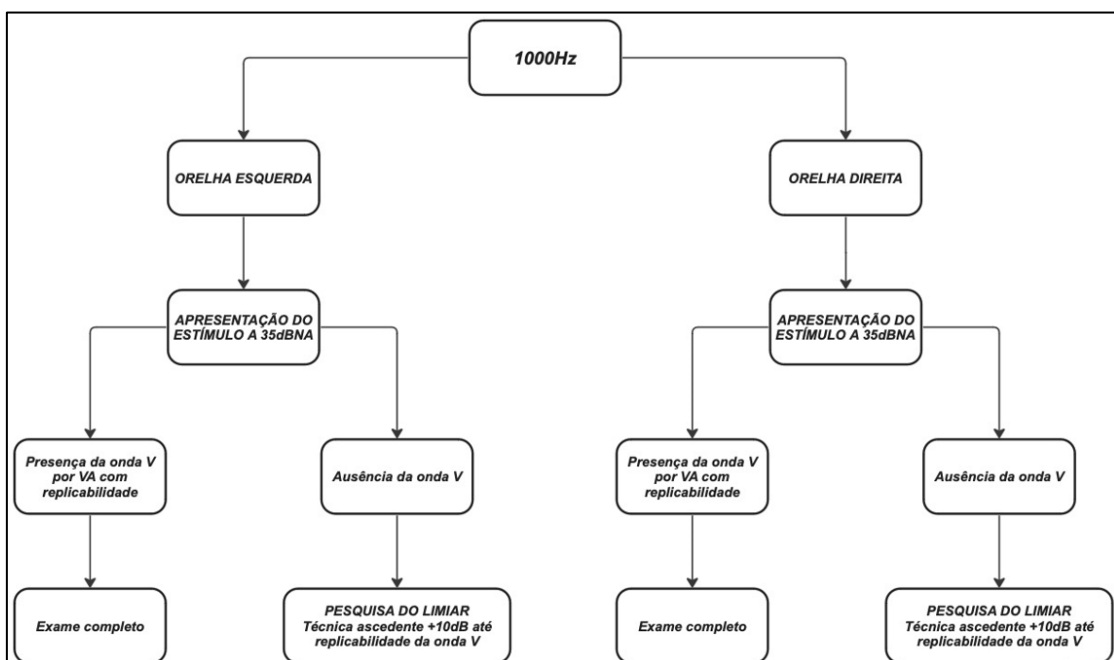 1000Hz
ORELHA ESQUERDA
ORELHA DIREITA
APRESENTAÇÃO DO
ESTÍMULO A 35dBNA
APRESENTAÇÃO DO
ESTÍMULO A 35dBNA
Presença da onda V
por VA com
replicabilidade
Ausência da onda V
Presença da onda V
por VA com
replicabilidade
Ausência da onda V
Exame completo
PESQUISA DO LIMIAR
Técnica ascedente +10dB até
replicabilidade da onda V
Exame completo
PESQUISA DO LIMIAR
Técnica ascedente +10dB até
replicabilidade da onda V